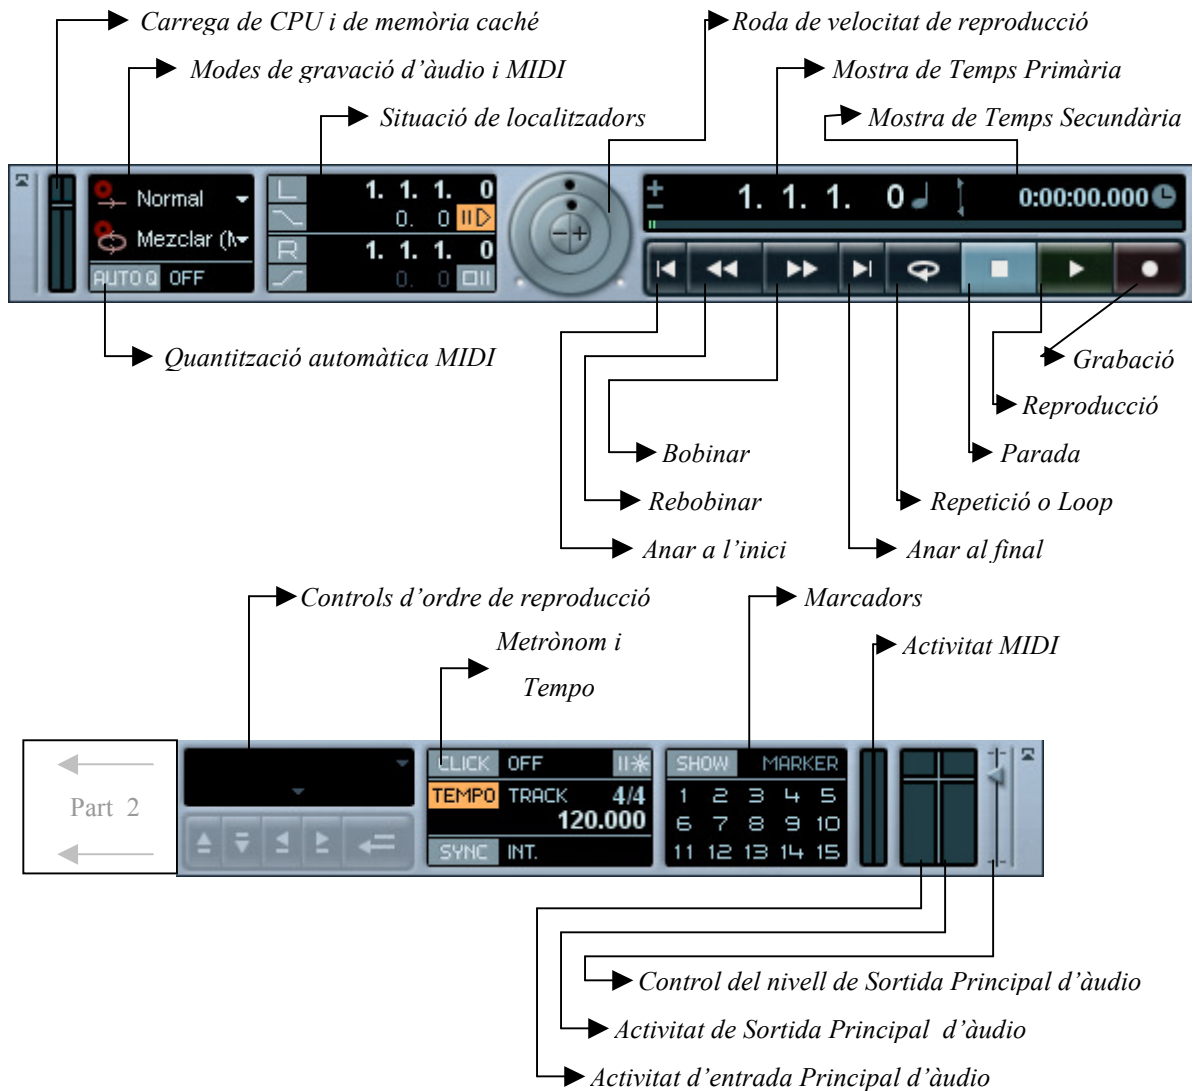 Carrega de CPU i de memòria caché
Roda de velocitat de reproducció
Modes de gravació d’àudio i MIDI
Mostra de Temps Primària
Situació de localitzadors
Mostra de Temps Secundària
Normal
Mezclar (M
AUTO Q OFF
L 1. 1. 1. 0
0. 0
R 1. 1. 1. 0
0. 0
1. 1. 1. 0
0:00:00.000
Quantització automàtica MIDI
Grabació
Reproducció
Bobinar
Parada
Rebobinar
Repetició o Loop
Anar a l’inici
Anar al final
Controls d’ordre de reproducció
Marcadors
Metrònom i
Tempo
Activitat MIDI
Part 2
CLICK OFF
TEMPO TRACK 4/4
120.000
SYNC INT.
SHOW MARKER
1 2 3 4 5
6 7 8 9 10
11 12 13 14 15
Control del nivell de Sortida Principal d’àudio
Activitat de Sortida Principal d’àudio
Activitat d’entrada Principal d’àudio